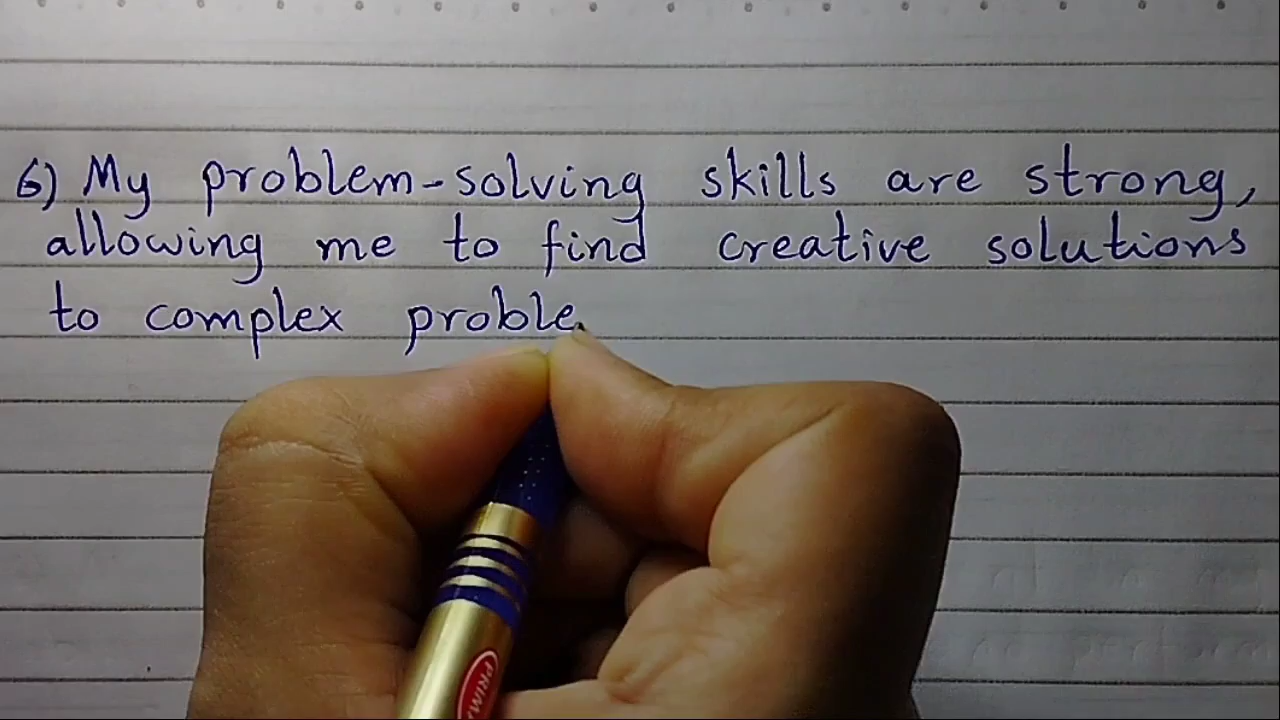 6) My problem-solving skills are strong,
allowing me to find creative solutions
to complex proble